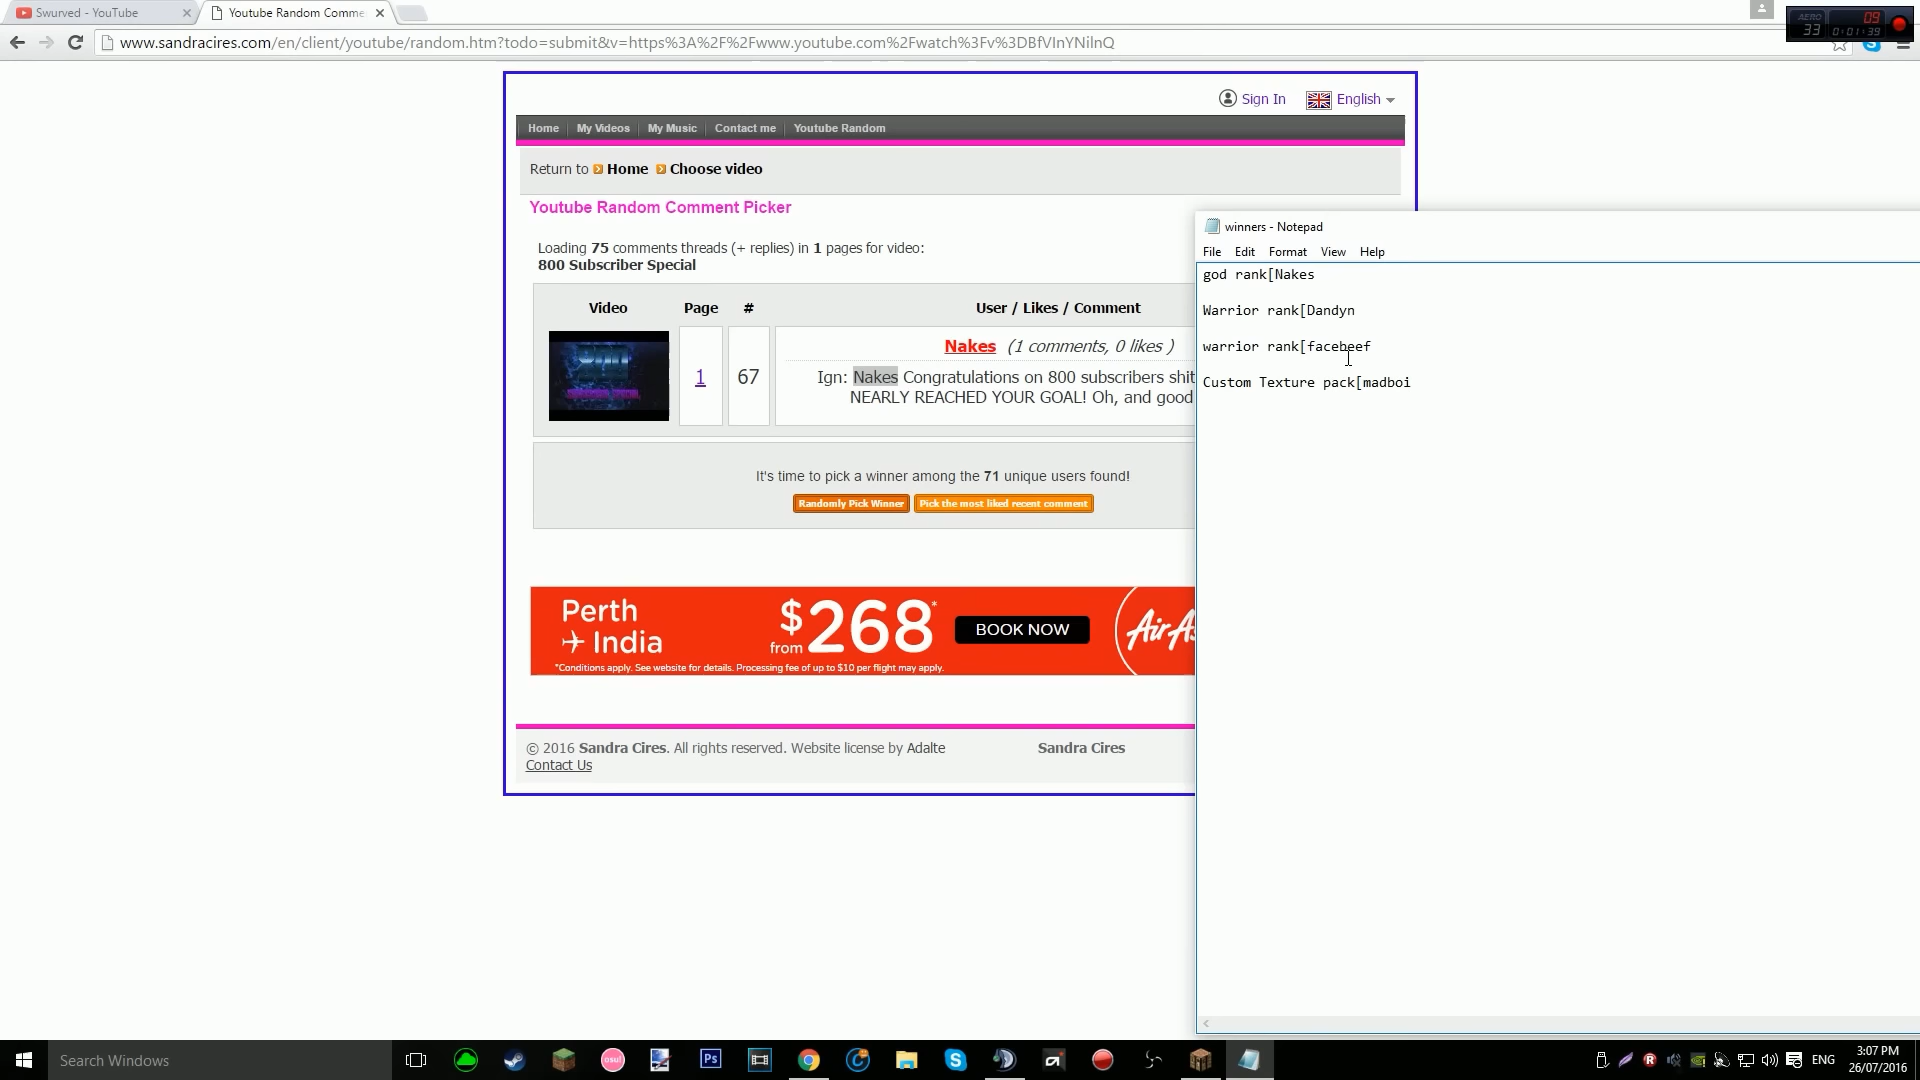 Swurved - YouTube
Youtube Random Comme
www.sandracires.com/en/client/youtube/random.htm?todo=submit&v=https%3A%2F%2Fwww.youtube.com%2Fwatch%3Fv%3DBfVInYNilnQ
AERO
33
09
0:01:39
Sign In
English
Home
My Videos
My Music
Contact me
Youtube Random
Return to Home Choose video
Youtube Random Comment Picker
Loading 75 comments threads (+ replies) in 1 pages for video:
800 Subscriber Special
Video
Page
#
User / Likes / Comment
1
67
Nakes (1 comments, 0 likes )
Ign: Nakes Congratulations on 800 subscribers shit
NEARLY REACHED YOUR GOAL! Oh, and good
It's time to pick a winner among the 71 unique users found!
Randomly Pick Winner
Pick the most liked recent comment
Perth
India
from $268*
BOOK NOW
*Conditions apply. See website for details. Processing fee of up to $10 per flight may apply.
© 2016 Sandra Cires. All rights reserved. Website license by Adalte
Sandra Cires
Contact Us
winners - Notepad
File Edit Format View Help
god rank[Nakes
Warrior rank[Dandyn
warrior rank[facebeef
Custom Texture pack[madboi
Search Windows
osu!
Ps
ENG
3:07 PM
26/07/2016